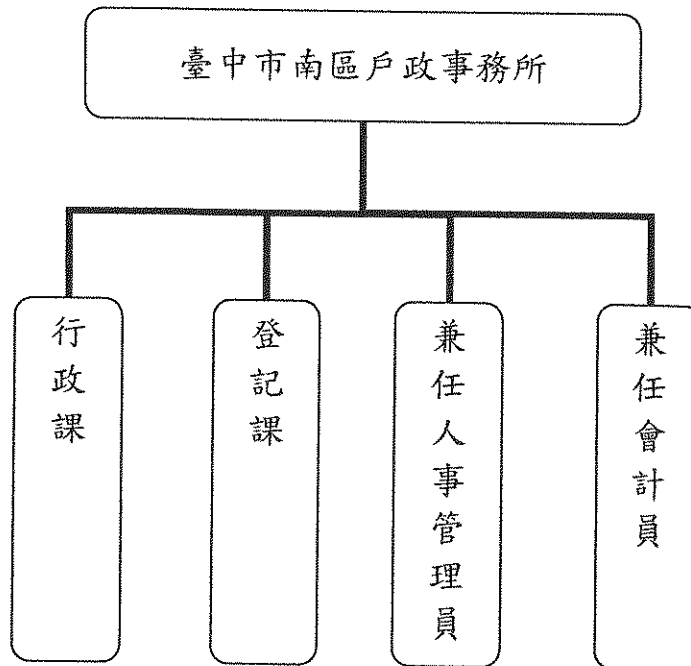 臺中市南區戶政事務所
行政課
登記課
兼任人事管理員
兼任會計員